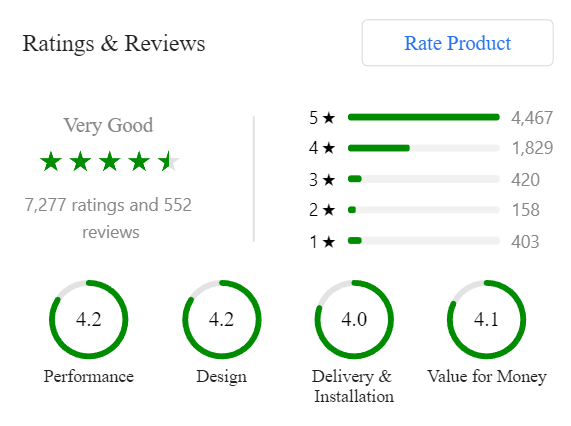 Ratings & Reviews
Rate Product
Very Good
7,277 ratings and 552
reviews
5 ★ 4,467
4 ★ 1,829
3 ★ 420
2 ★ 158
1 ★ 403
4.2
Performance
4.2
Design
4.0
Delivery &
Installation
4.1
Value for Money